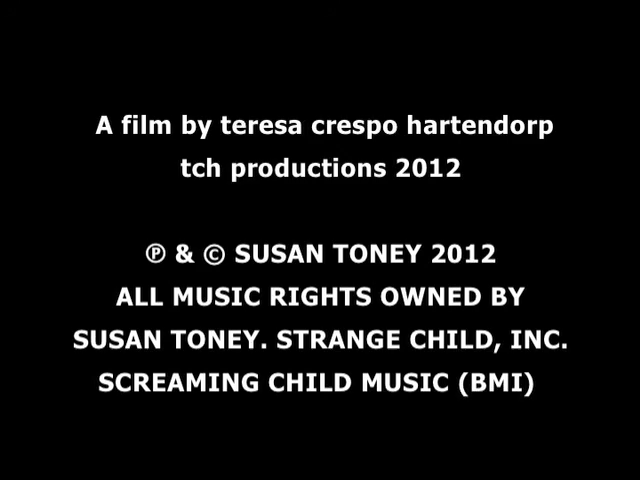 A film by teresa crespo hartendorp
tch productions 2012
℗ & © SUSAN TONEY 2012
ALL MUSIC RIGHTS OWNED BY
SUSAN TONEY. STRANGE CHILD, INC.
SCREAMING CHILD MUSIC (BMI)